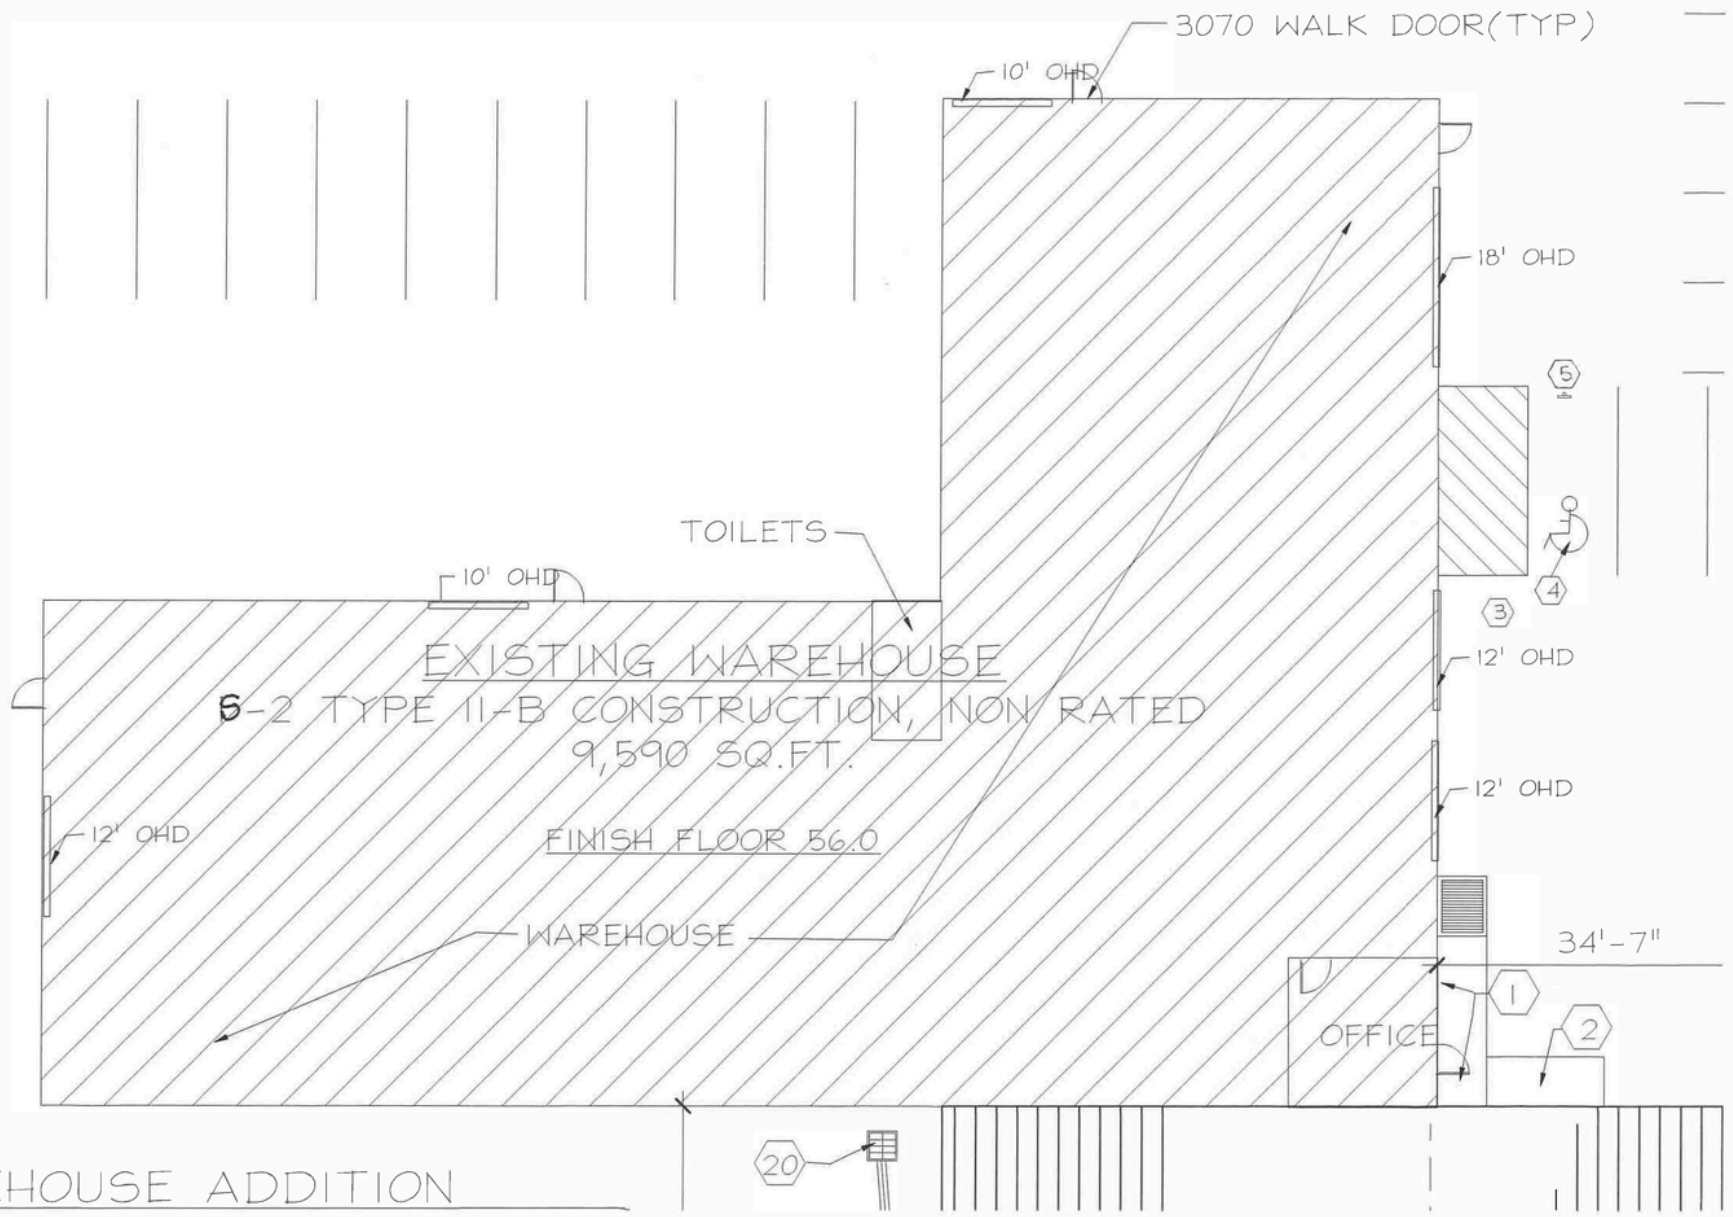 3070 WALK DOOR(TYP)
10' OHD
18' OHD
5
TOILETS
10' OHD
4
3
EXISTING WAREHOUSE
12' OHD
S-2 TYPE II-B CONSTRUCTION, NON RATED
9,590 SQ.FT.
12' OHD
12' OHD
FINISH FLOOR 56.0
WAREHOUSE
34'-7"
1
2
OFFICE
20
EHOUSE ADDITION